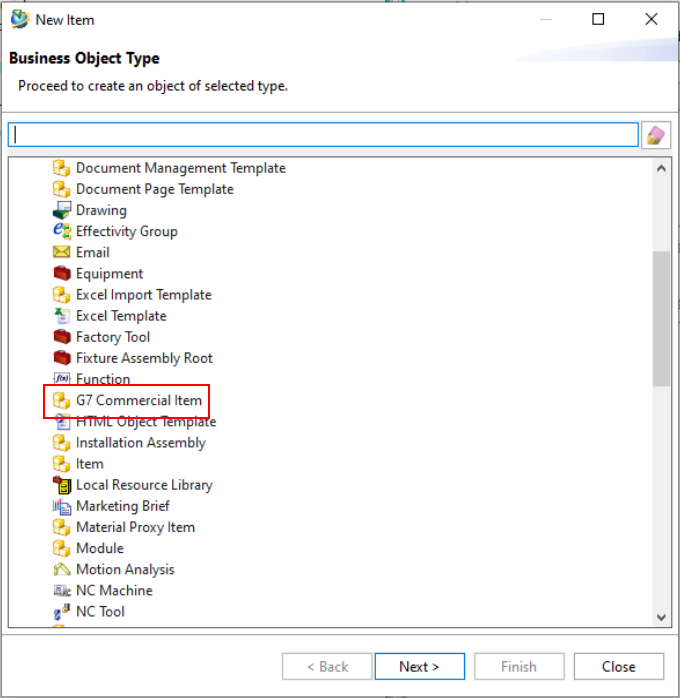 New Item
Business Object Type
Proceed to create an object of selected type.
Document Management Template
Document Page Template
Drawing
Effectivity Group
Email
Equipment
Excel Import Template
Excel Template
Factory Tool
Fixture Assembly Root
f(x) Function
G7 Commercial Item
HTML Object Template
Installation Assembly
Item
Local Resource Library
Marketing Brief
Material Proxy Item
Module
Motion Analysis
NC Machine
NC Tool
< Back Next > Finish Close